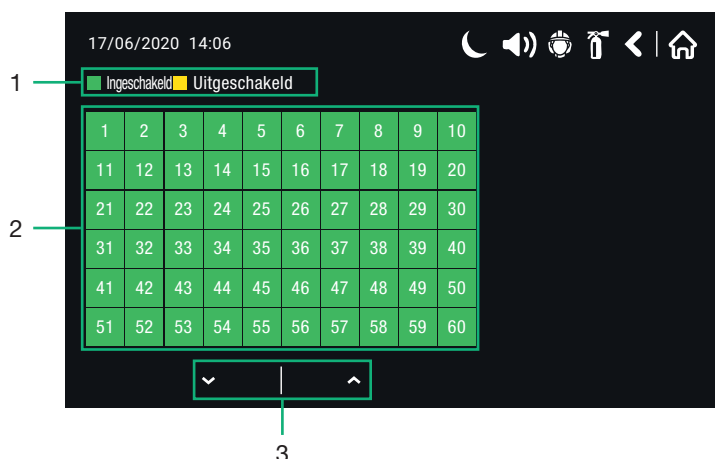 17/06/2020 14:06
1
Ingeschakeld Uitgeschakeld
1 2 3 4 5 6 7 8 9 10
11 12 13 14 15 16 17 18 19 20
2
21 22 23 24 25 26 27 28 29 30
31 32 33 34 35 36 37 38 39 40
41 42 43 44 45 46 47 48 49 50
51 52 53 54 55 56 57 58 59 60
3